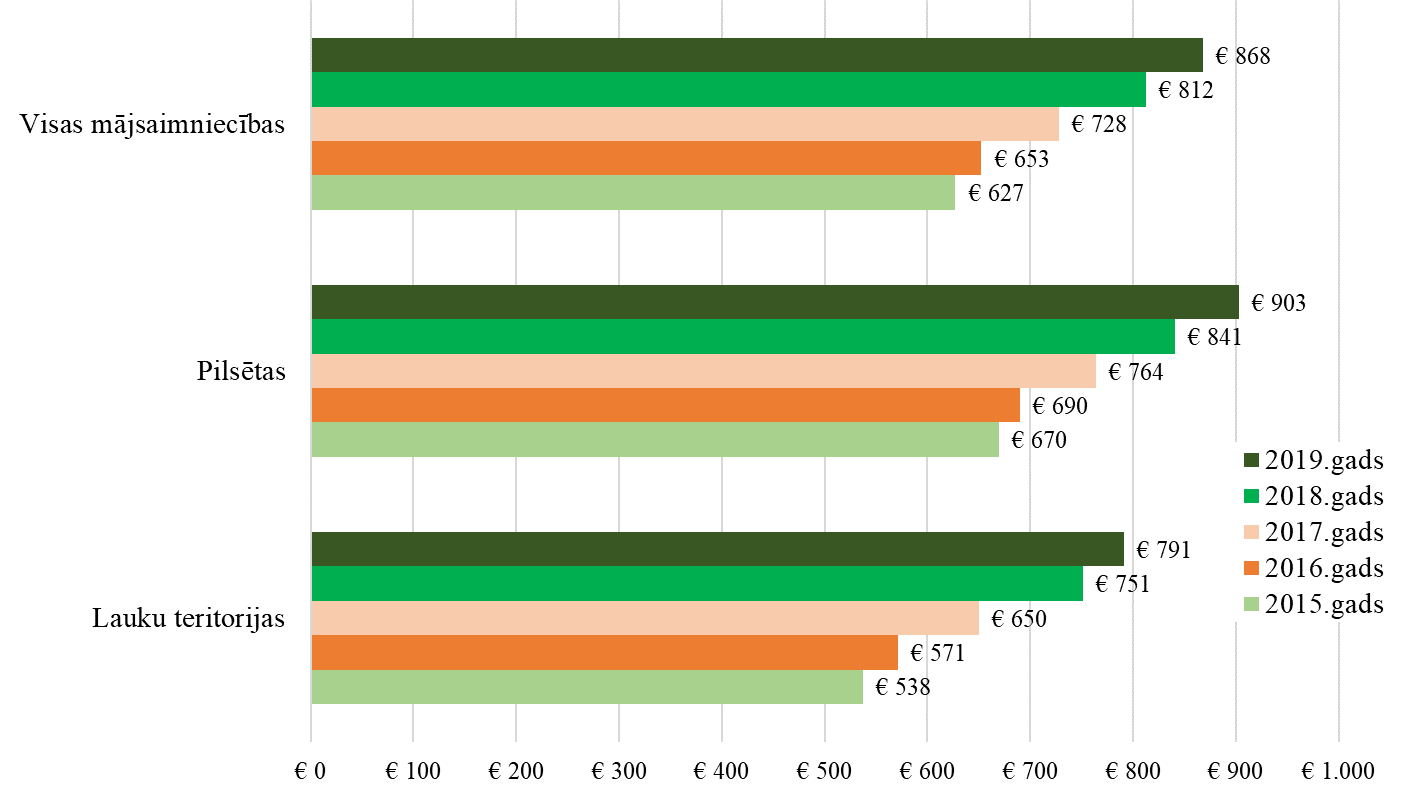 Visas mājsaimniecības
€ 868
€ 812
€ 728
€ 653
€ 627
Pilsētas
€ 903
€ 841
€ 764
€ 690
€ 670
Lauku teritorijas
€ 791
€ 751
€ 650
€ 571
€ 538
2019.gads
2018.gads
2017.gads
2016.gads
2015.gads
€ 0 € 100 € 200 € 300 € 400 € 500 € 600 € 700 € 800 € 900 € 1.000